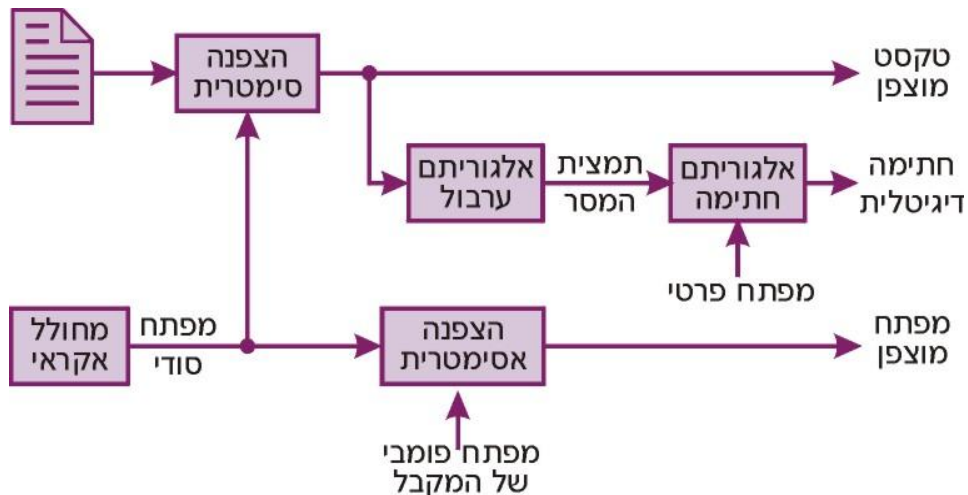 הצפנה
סימטרית
טקסט
מוצפן
אלגוריתם
ערבול
תמצית
המסר
אלגוריתם
חתימה
חתימה
דיגיטלית
מפתח פרטי
מחולל
אקראי
מפתח
סודי
הצפנה
אסימטרית
מפתח
מוצפן
מפתח פומבי
של המקבל